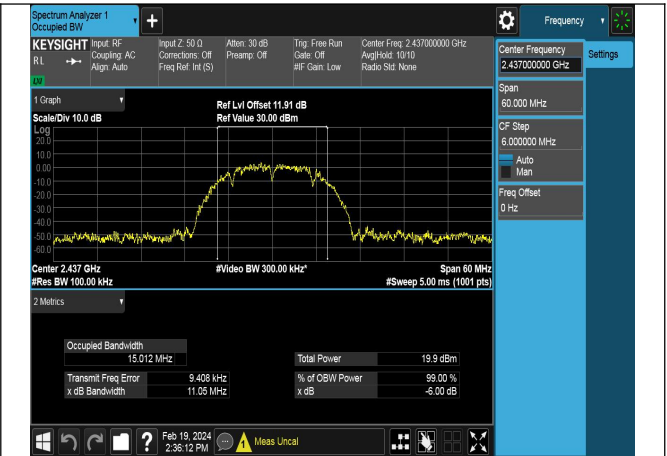 Spectrum Analyzer 1
Occupied BW
+
Frequency
KEYSIGHT
RL
Input: RF
Coupling: AC
Align: Auto
Input Z: 50 Ω
Corrections: Off
Freq Ref: Int (S)
Atten: 30 dB
Preamp: Off
Trig: Free Run
Gate: Off
#IF Gain: Low
Center Freq: 2.437000000 GHz
Avg|Hold: 10/10
Radio Std: None
Center Frequency
2.437000000 GHz
Settings
Span
60.000 MHz
CF Step
6.000000 MHz
Auto
Man
Freq Offset
0 Hz
1 Graph
Scale/Div 10.0 dB
Ref Lvl Offset 11.91 dB
Ref Value 30.00 dBm
Log
20.0
10.0
0.00
-10.0
-20.0
-30.0
-40.0
-50.0
-60.0
Center 2.437 GHz
#Video BW 300.00 kHz*
Span 60 MHz
#Res BW 100.00 kHz
#Sweep 5.00 ms (1001 pts)
2 Metrics
Occupied Bandwidth
15.012 MHz
Total Power 19.9 dBm
Transmit Freq Error 9.408 kHz
% of OBW Power 99.00 %
x dB Bandwidth 11.05 MHz
x dB -6.00 dB
?
Feb 19, 2024
2:36:12 PM
Meas Uncal